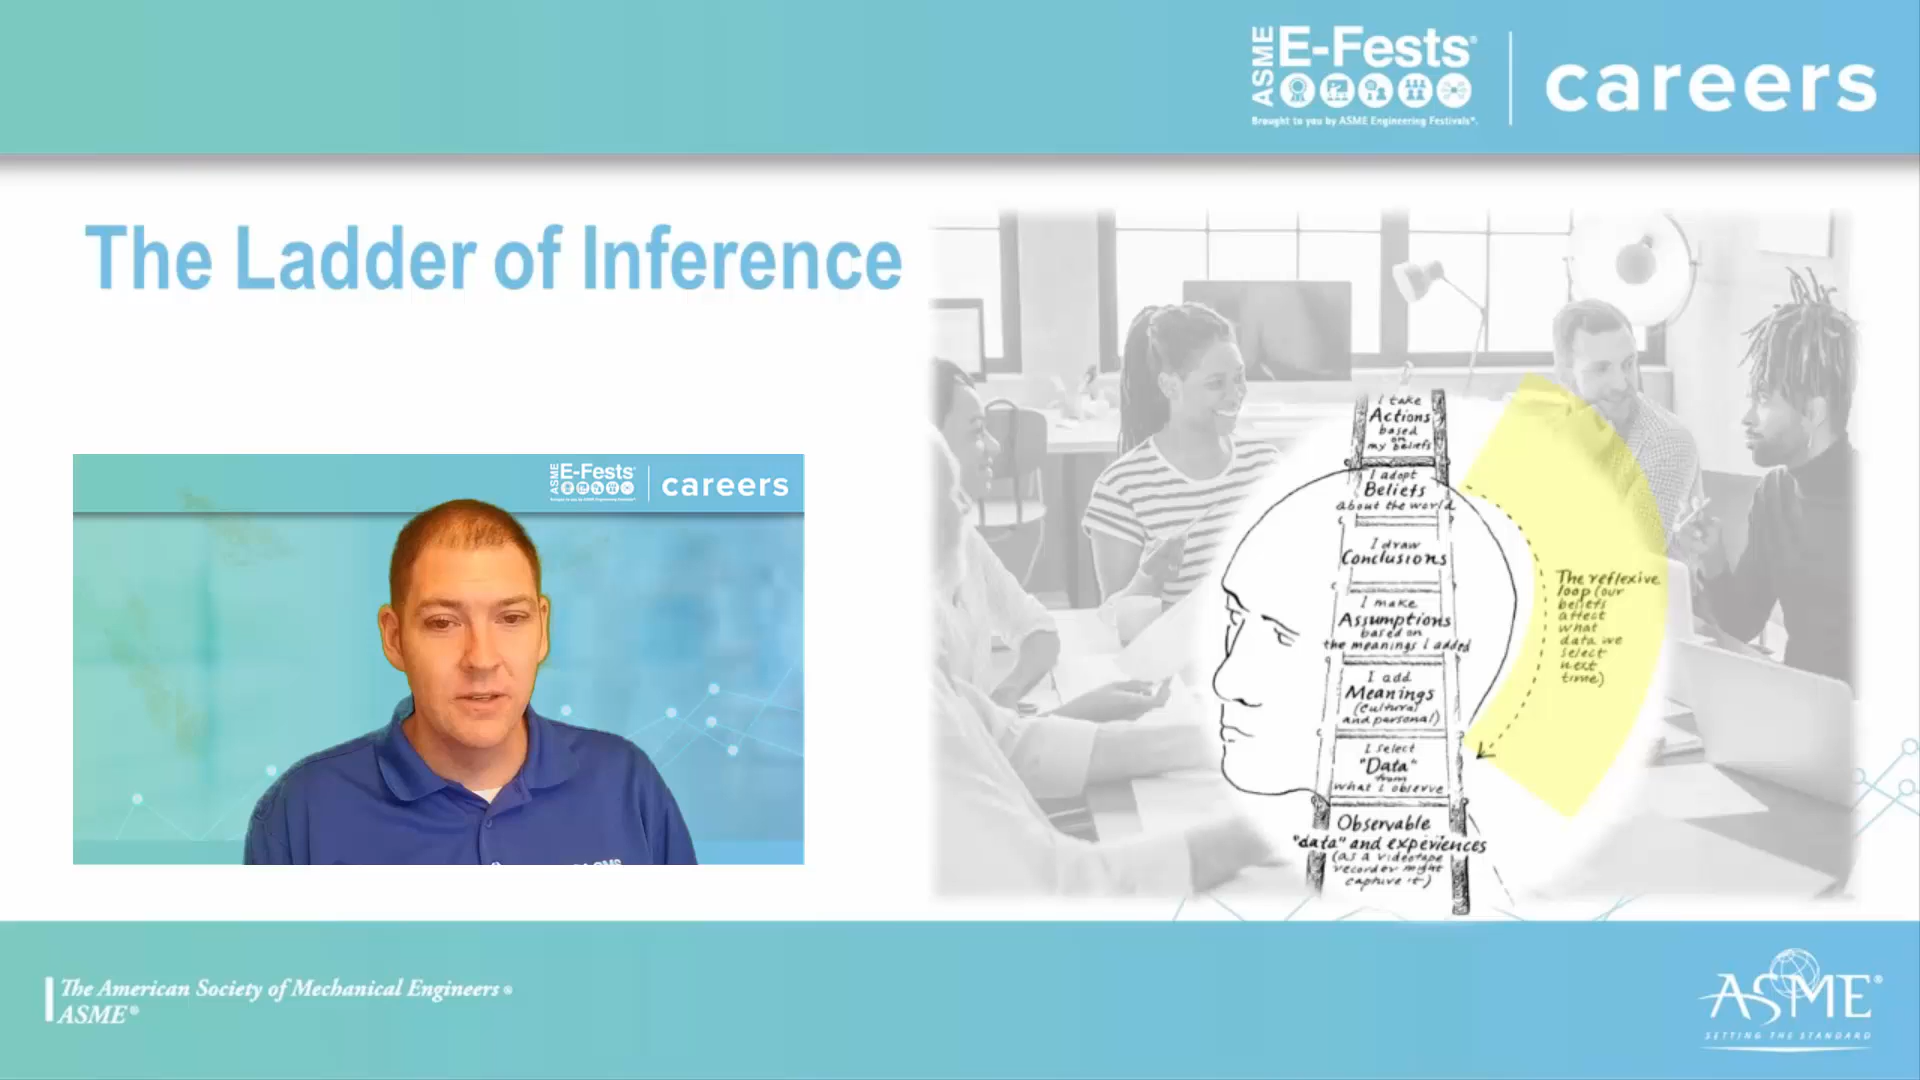 ASME E-Fests®
Brought to you by ASME Engineering Festivals®.
careers
The Ladder of Inference
ASME E-Fests®
careers
I take
Actions
based
on
my beliefs
I adopt
Beliefs
about the world
I draw
Conclusions
I make
Assumptions
based on
the meanings I added
I add
Meanings
(Cultural
and personal)
I select
"Data"
from
what I observe
Observable
"data" and experiences
(as a videotape
recorder might
capture it)
The reflexive
loop (our
beliefs
affect
what
data we
select
next
time)
The American Society of Mechanical Engineers®
ASME®
ASME®
SETTING THE STANDARD